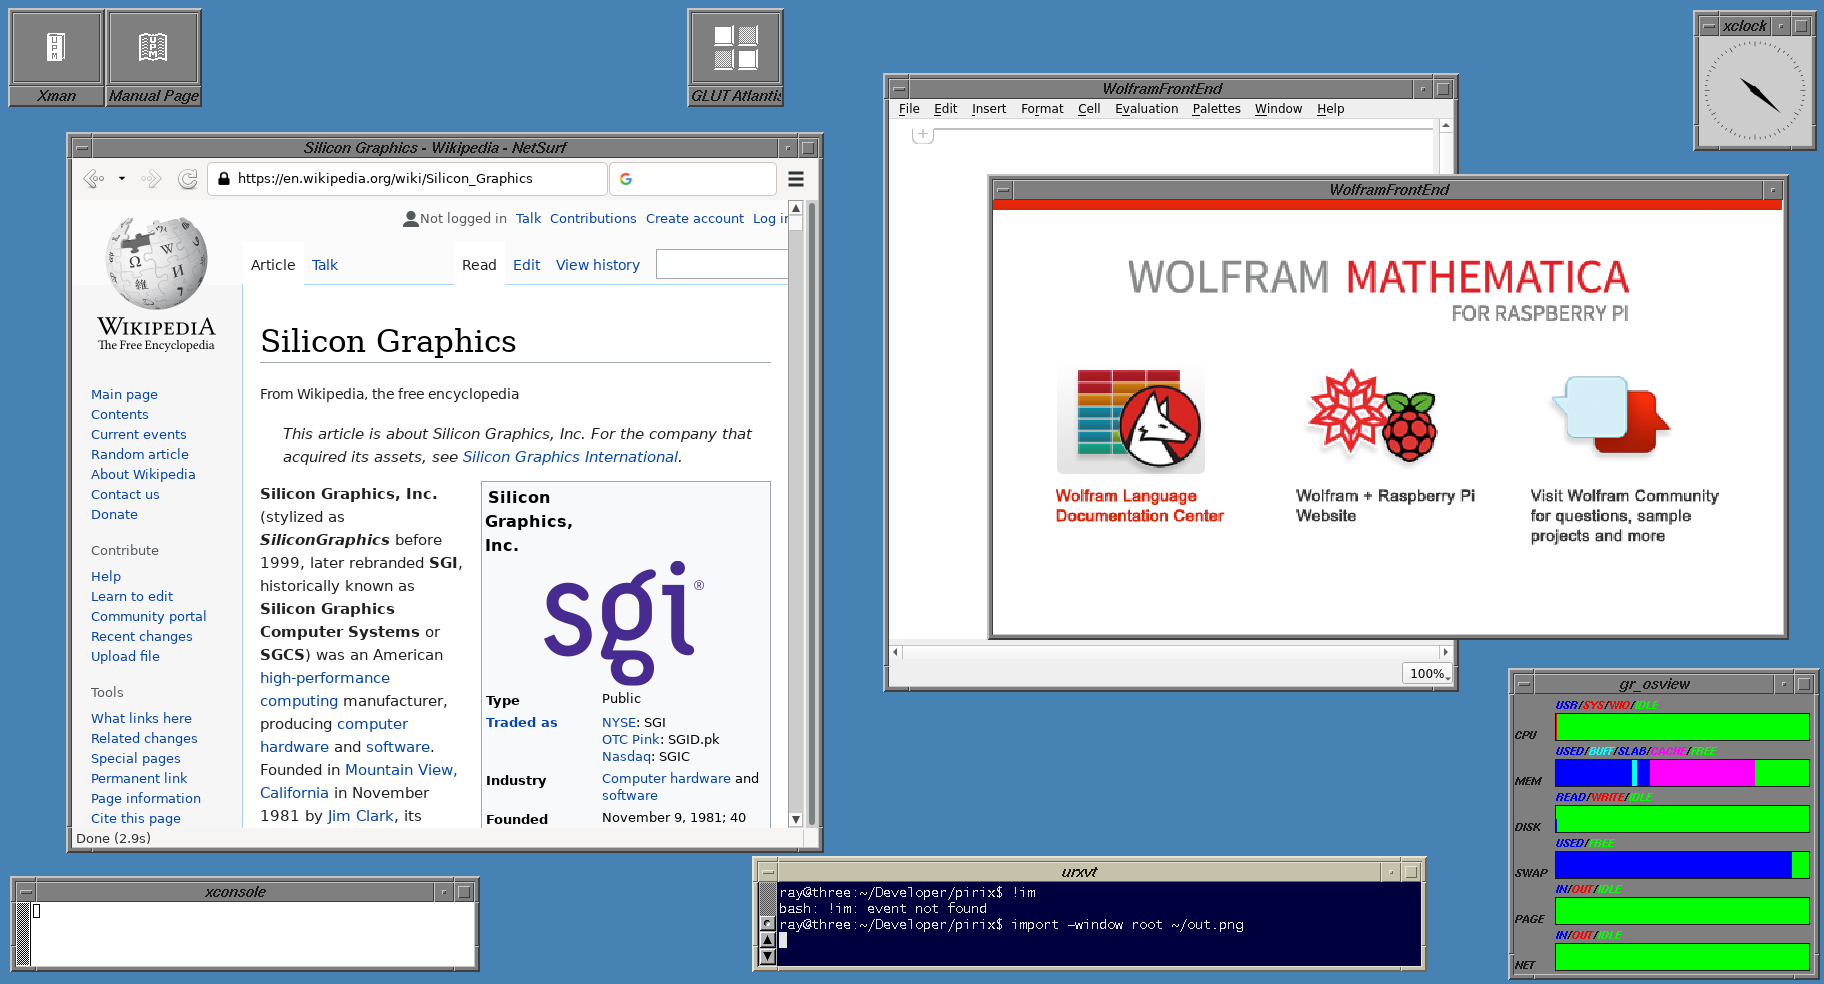 Xman
Manual Page
GLUT Atlantis
xclock
Silicon Graphics - Wikipedia - NetSurf
https://en.wikipedia.org/wiki/Silicon_Graphics
Not logged in Talk Contributions Create account Log in
Article Talk Read Edit View history
WIKIPEDIA
The Free Encyclopedia
Main page
Contents
Current events
Random article
About Wikipedia
Contact us
Donate
Contribute
Help
Learn to edit
Community portal
Recent changes
Upload file
Tools
What links here
Related changes
Special pages
Permanent link
Page information
Cite this page
Silicon Graphics
From Wikipedia, the free encyclopedia
This article is about Silicon Graphics, Inc. For the company that
acquired its assets, see Silicon Graphics International.
Silicon Graphics, Inc.
(stylized as
SiliconGraphics before
1999, later rebranded SGI,
historically known as
Silicon Graphics
Computer Systems or
SGCS) was an American
high-performance
computing manufacturer,
producing computer
hardware and software.
Founded in Mountain View,
California in November
1981 by Jim Clark, its
Silicon
Graphics,
Inc.
sgi®
Type Public
Traded as NYSE: SGI
OTC Pink: SGID.pk
Nasdaq: SGIC
Industry Computer hardware and
software
Founded November 9, 1981; 40
Done (2.9s)
WolframFrontEnd
File Edit Insert Format Cell Evaluation Palettes Window Help
100%
WolframFrontEnd
WOLFRAM MATHEMATICA
FOR RASPBERRY PI
Wolfram Language
Documentation Center
Wolfram + Raspberry Pi
Website
Visit Wolfram Community
for questions, sample
projects and more
gr_osview
USR/SYS/WIO/IDLE
CPU
USED/BUFF/SLAB/CACHE/FREE
MEM
READ/WRITE/IDLE
DISK
USED/FREE
SWAP
IN/OUT/IDLE
PAGE
IN/OUT/IDLE
NET
xconsole
urxvt
ray@three:~/Developer/pirix$ !im
bash: !im: event not found
ray@three:~/Developer/pirix$ import -window root ~/out.png